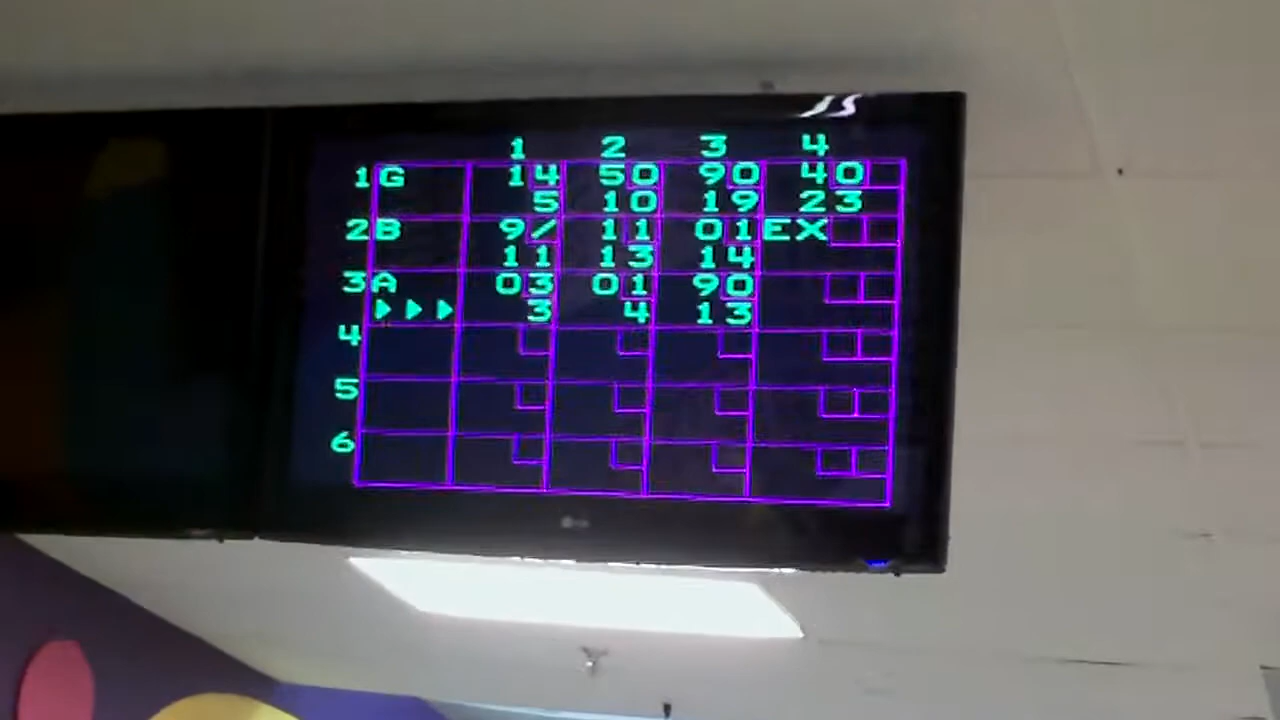 1 2 3 4
1G 14 50 90 40
5 10 19 23
2B 9/ 11 01 EX
11 13 14
3A 03 01 90
▶▶▶ 3 4 13
4
5
6